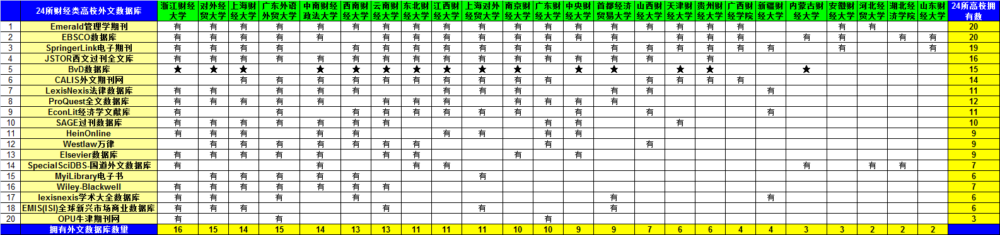 24所财经类高校外文数据库 浙江财经大学 对外经贸大学 上海财经大学 广东外语外贸大学 中南财经政法大学 西南财经大学 云南财经大学 东北财经大学 江西财经大学 上海对外经贸大学 南京财经大学 广东财经大学 中央财经大学 首都经济贸易大学 山西财经大学 天津财经大学 贵州财经大学 广西财经学院 新疆财经大学 内蒙古财经大学 安徽财经大学 河北经贸大学 湖北经济学院 山东财经大学 24所高校拥有数
1 Emerald管理学期刊 有 有 有 有 有 有 有 有 有 有 有 有 有 有 有 有 有 有 有 有 20
2 EBSCO数据库 有 有 有 有 有 有 有 有 有 有 有 有 有 有 有 有 有 有 有 有 20
3 SpringerLink电子期刊 有 有 有 有 有 有 有 有 有 有 有 有 有 有 有 有 有 有 有 19
4 JSTOR西文过刊全文库 有 有 有 有 有 有 有 有 有 有 有 有 有 有 有 16
5 BvD数据库 ★ ★ ★ ★ ★ ★ ★ ★ ★ ★ ★ ★ ★ ★ ★ 15
6 CALIS外文期刊网 有 有 有 有 有 有 有 有 有 有 有 有 有 有 14
7 LexisNexis法律数据库 有 有 有 有 有 有 有 有 有 有 有 11
8 ProQuest全文数据库 有 有 有 有 有 有 有 有 有 有 有 有 12
9 EconLit经济学文献库 有 有 有 有 有 有 有 有 有 有 有 11
10 SAGE过刊数据库 有 有 有 有 有 有 有 有 有 有 10
11 HeinOnline 有 有 有 有 有 有 有 有 有 9
12 Westlaw万律 有 有 有 有 有 有 有 有 有 9
13 Elsevier数据库 有 有 有 有 有 有 有 有 有 9
14 SpecialSciDBS-国道外文数据库 有 有 有 有 有 有 有 7
15 MyiLibrary电子书 有 有 有 有 有 有 6
16 Wiley-Blackwell 有 有 有 有 有 有 有 7
17 lexisnexis学术大全数据库 有 有 有 有 有 有 6
18 EMIS(ISI)全球新兴市场商业数据库 有 有 有 有 有 有 6
20 OPU牛津期刊网 有 有 有 3
拥有外文数据库数量 16 15 14 15 14 13 13 11 11 11 10 10 9 9 7 6 6 4 4 3 3 2 2 2